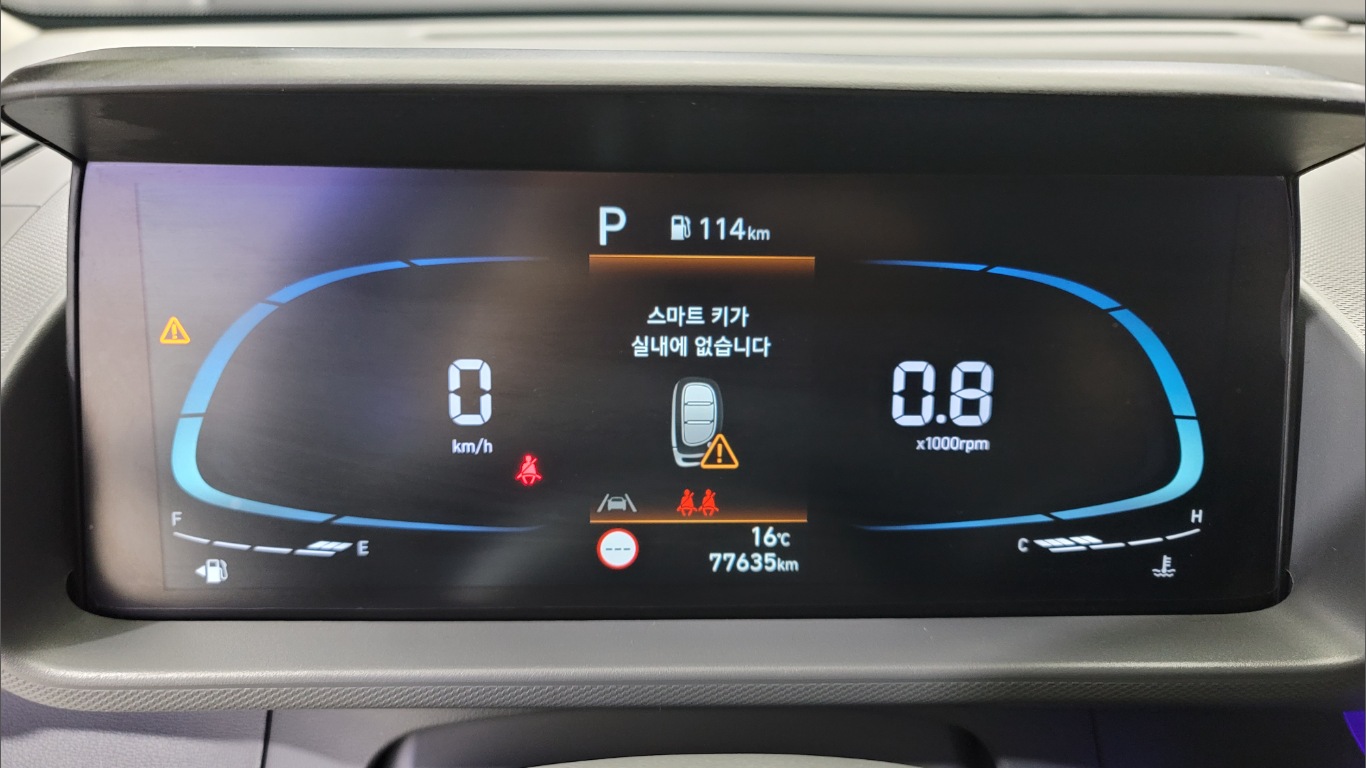 P 114km
스마트 키가
실내에 없습니다
0
km/h
0.8
x1000rpm
F E
C H
---
16℃
77635km